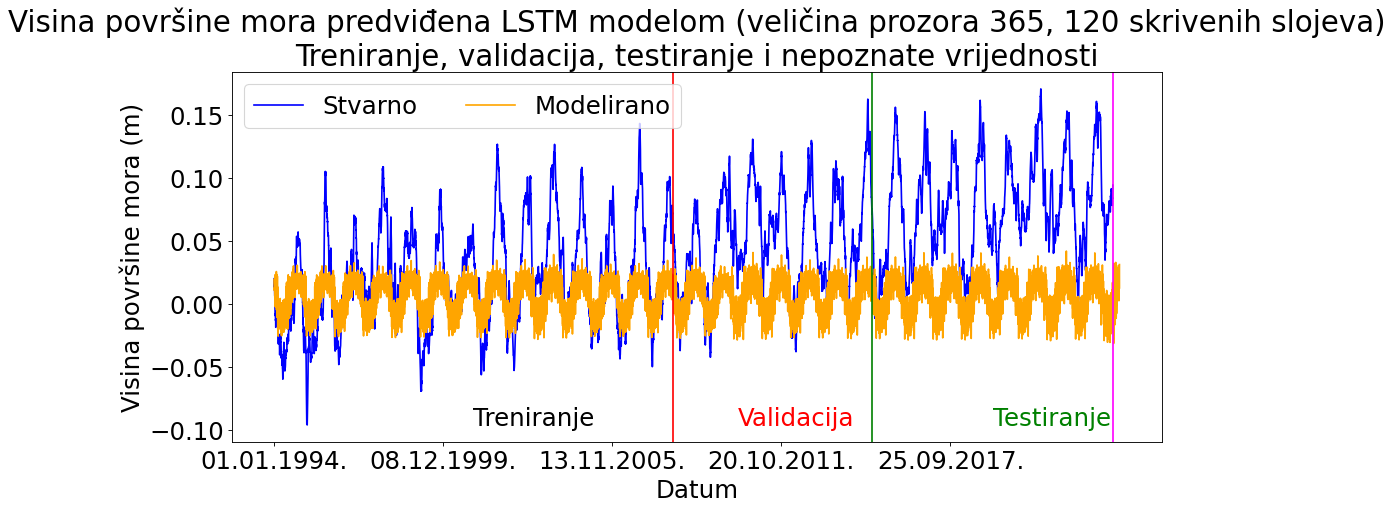 Visina površine mora predviđena LSTM modelom (veličina prozora 365, 120 skrivenih slojeva)
Treniranje, validacija, testiranje i nepoznate vrijednosti
Stvarno Modelirano
Visina površine mora (m)
0.15
0.10
0.05
0.00
−0.05
−0.10
Treniranje Validacija Testiranje
01.01.1994. 08.12.1999. 13.11.2005. 20.10.2011. 25.09.2017.
Datum